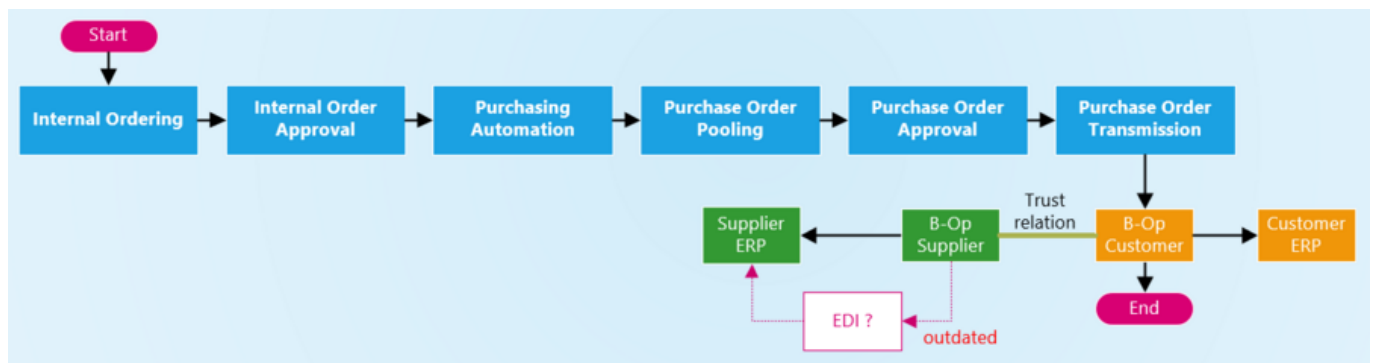 Start
Internal Ordering
Internal Order
Approval
Purchasing
Automation
Purchase Order
Pooling
Purchase Order
Approval
Purchase Order
Transmission
Supplier
ERP
B-Op
Supplier
Trust
relation
B-Op
Customer
Customer
ERP
EDI ?
outdated
End